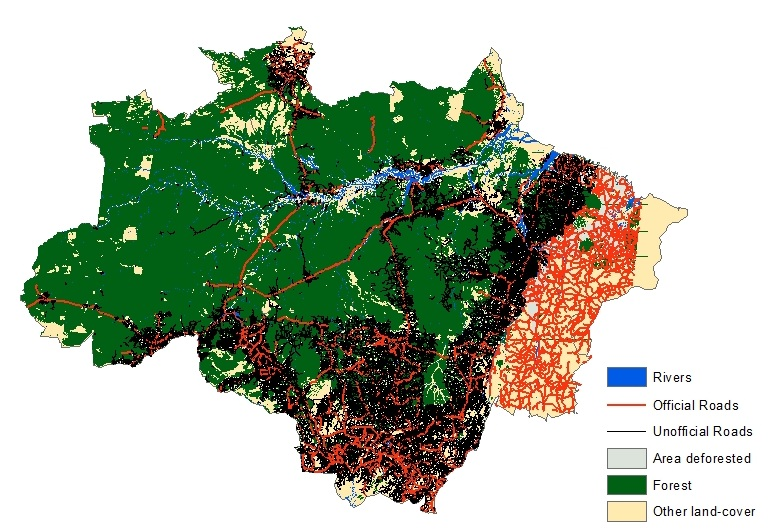 Rivers
Official Roads
Unofficial Roads
Area deforested
Forest
Other land-cover